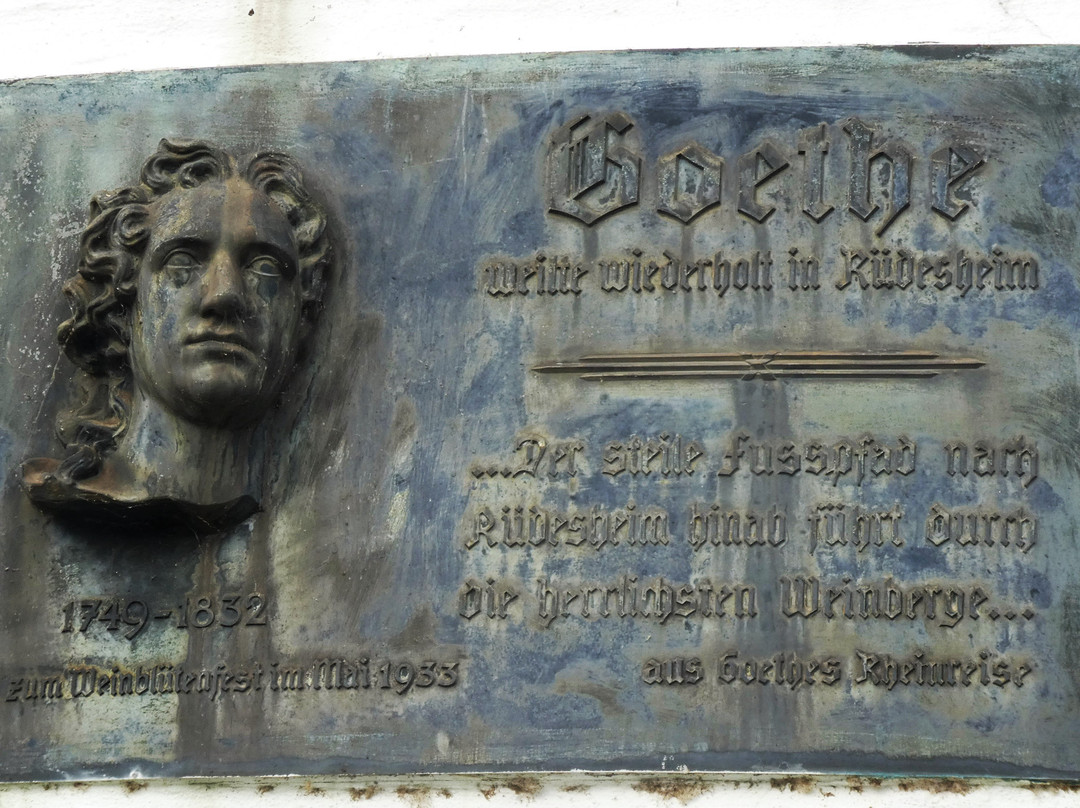 Goethe
weilte wiederholt in Rüdesheim
...Der steile Fusspfad nach
Rüdesheim hinab führt durch
die herrlichsten Weinberge...
aus Goethes Rheinreise
1749-1832
zum Weinblütenfest im Mai 1933